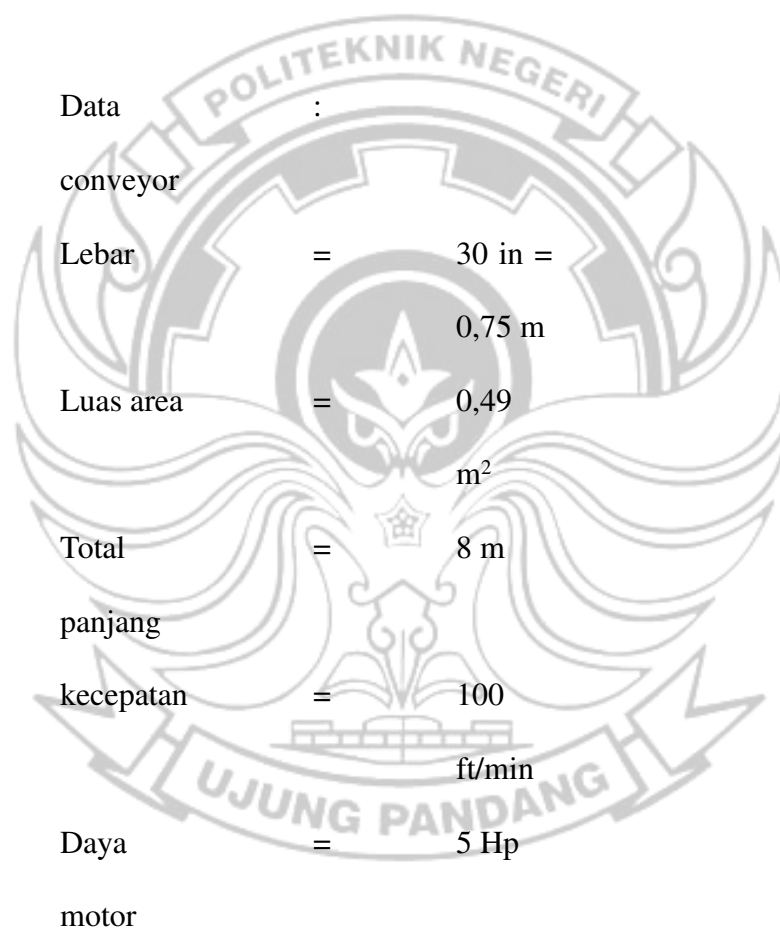 POLITEKNIK NEGERI
Data :
conveyor
Lebar = 30 in =
0,75 m
Luas area = 0,49
m²
Total = 8 m
panjang
kecepatan = 100
ft/min
UJUNG PANDANG
Daya = 5 Hp
motor